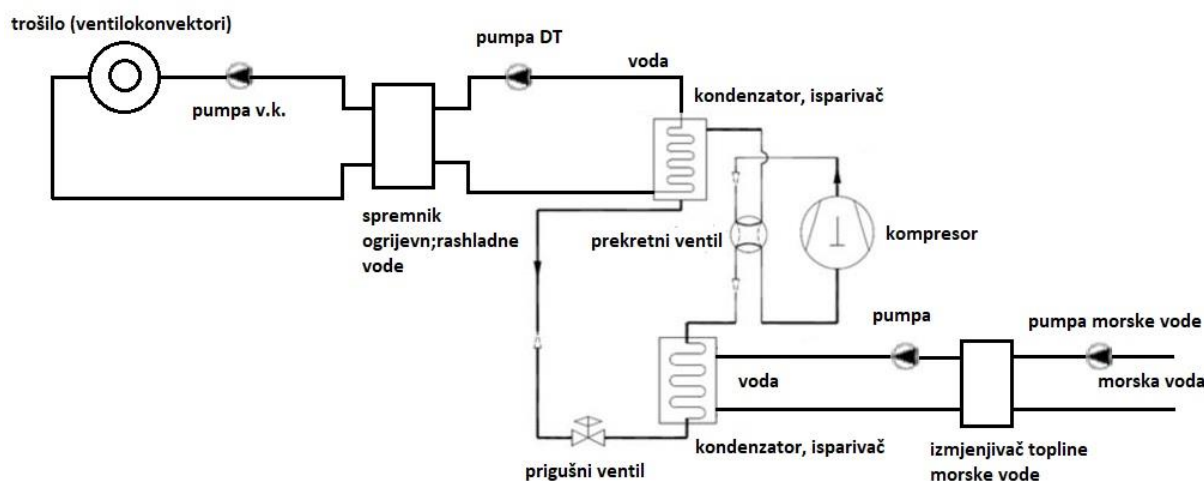 trošilo (ventilokonvektori)
pumpa DT
voda
kondenzator, isparivač
pumpa v.k.
spremnik
ogrijevn;rashladne
vode
prekretni ventil
kompresor
pumpa
pumpa morske vode
voda
morska voda
kondenzator, isparivač
prigušni ventil
izmjenjivač topline
morske vode